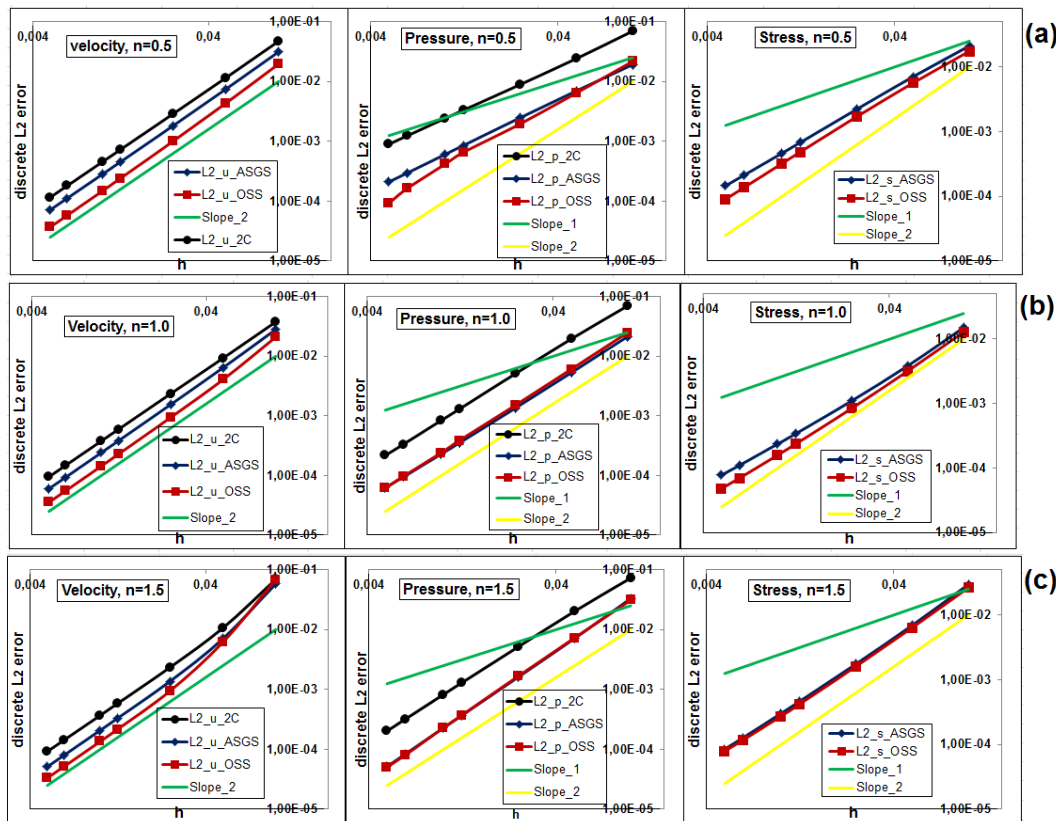 (a)
velocity, n=0.5
0,004
0,04
1,00E-01
1,00E-02
1,00E-03
1,00E-04
1,00E-05
discrete L2 error
h
L2_u_ASGS
L2_u_OSS
Slope_2
L2_u_2C
Pressure, n=0.5
0,004
0,04
1,00E-01
1,00E-02
1,00E-03
1,00E-04
1,00E-05
discrete L2 error
h
L2_p_2C
L2_p_ASGS
L2_p_OSS
Slope_1
Slope_2
Stress, n=0.5
0,004
0,04
1,00E-02
1,00E-03
1,00E-04
1,00E-05
discrete L2 error
h
L2_s_ASGS
L2_s_OSS
Slope_1
Slope_2
(b)
Velocity, n=1.0
0,004
0,04
1,00E-01
1,00E-02
1,00E-03
1,00E-04
1,00E-05
discrete L2 error
h
L2_u_2C
L2_u_ASGS
L2_u_OSS
Slope_2
Pressure, n=1.0
0,004
0,04
1,00E-01
1,00E-02
1,00E-03
1,00E-04
1,00E-05
discrete L2 error
h
L2_p_2C
L2_p_ASGS
L2_p_OSS
Slope_1
Slope_2
Stress, n=1.0
0,004
0,04
1,00E-02
1,00E-03
1,00E-04
1,00E-05
discrete L2 error
h
L2_s_ASGS
L2_s_OSS
Slope_1
Slope_2
(c)
Velocity, n=1.5
0,004
0,04
1,00E-01
1,00E-02
1,00E-03
1,00E-04
1,00E-05
discrete L2 error
h
L2_u_2C
L2_u_ASGS
L2_u_OSS
Slope_2
Pressure, n=1.5
0,004
0,04
1,00E-01
1,00E-02
1,00E-03
1,00E-04
1,00E-05
discrete L2 error
h
L2_p_2C
L2_p_ASGS
L2_p_OSS
Slope_1
Slope_2
Stress, n=1.5
0,004
0,04
1,00E-02
1,00E-03
1,00E-04
1,00E-05
discrete L2 error
h
L2_s_ASGS
L2_s_OSS
Slope_1
Slope_2